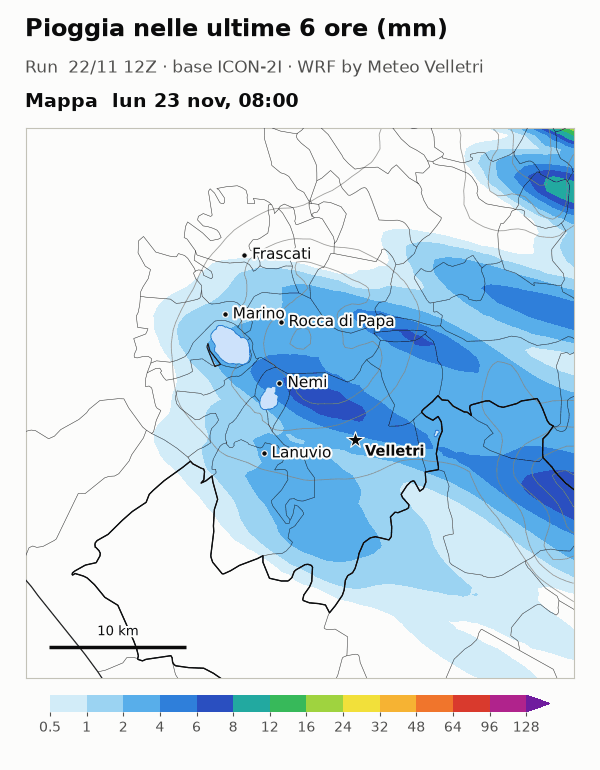 Pioggia nelle ultime 6 ore (mm)
Run  22/11 12Z · base ICON-2I · WRF by Meteo Velletri
Mappa  lun 23 nov, 08:00
Frascati
Marino
Rocca di Papa
Nemi
Velletri
Lanuvio
10 km
0.5 1 2 4 6 8 12 16 24 32 48 64 96 128